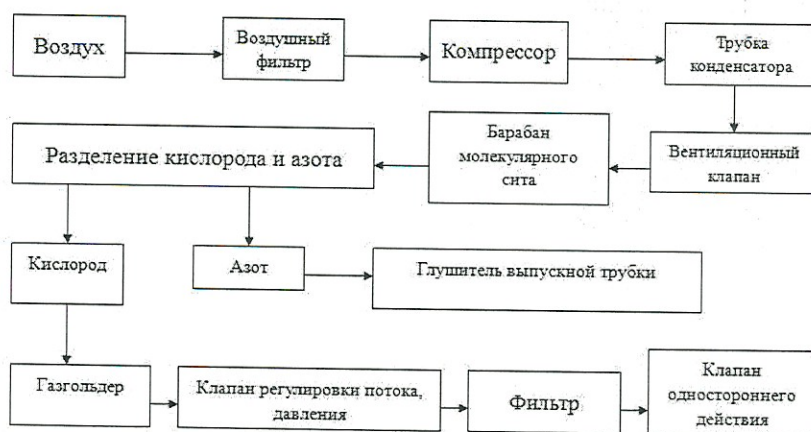 Воздух
Воздушный
фильтр
Компрессор
Трубка
конденсатора
Разделение кислорода и азота
Барабан
молекулярного
сита
Вентиляционный
клапан
Кислород
Азот
Глушитель выпускной трубки
Газгольдер
Клапан регулировки потока,
давления
Фильтр
Клапан
одностороннего
действия